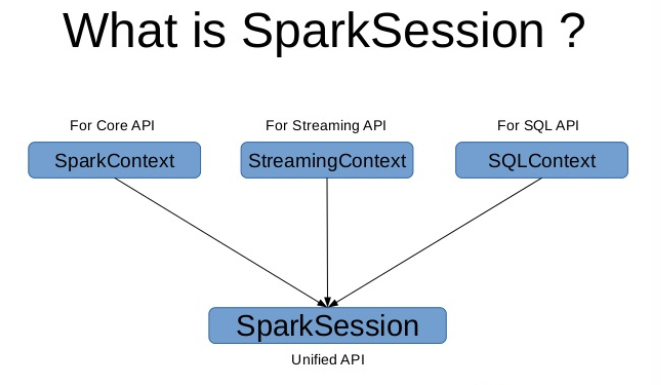 What is SparkSession ?
For Core API
For Streaming API
For SQL API
SparkContext
StreamingContext
SQLContext
SparkSession
Unified API